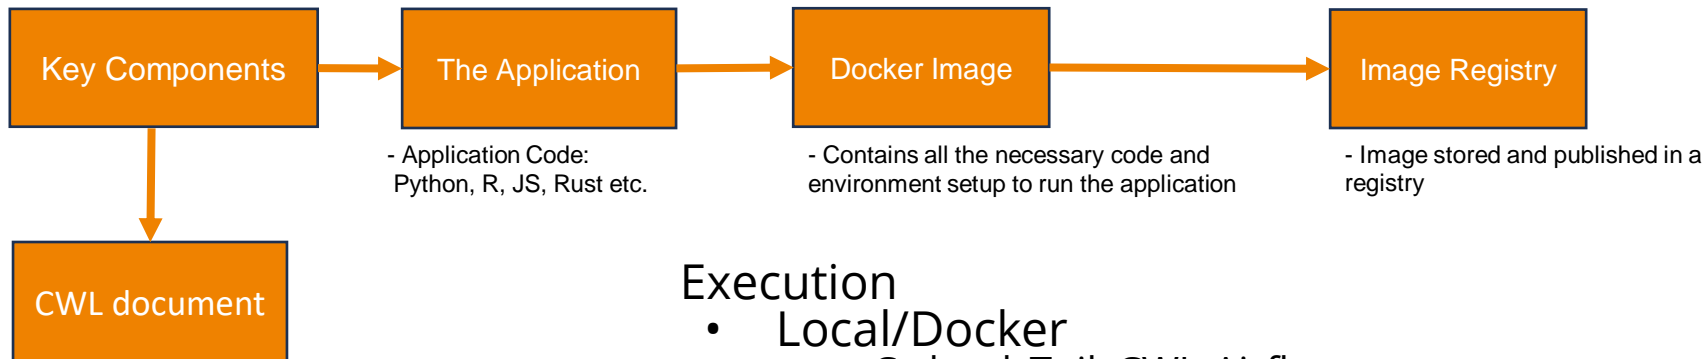 Key Components
The Application
Docker Image
Image Registry
- Application Code:
Python, R, JS, Rust etc.
- Contains all the necessary code and
environment setup to run the application
- Image stored and published in a
registry
CWL document
Execution
• Local/Docker